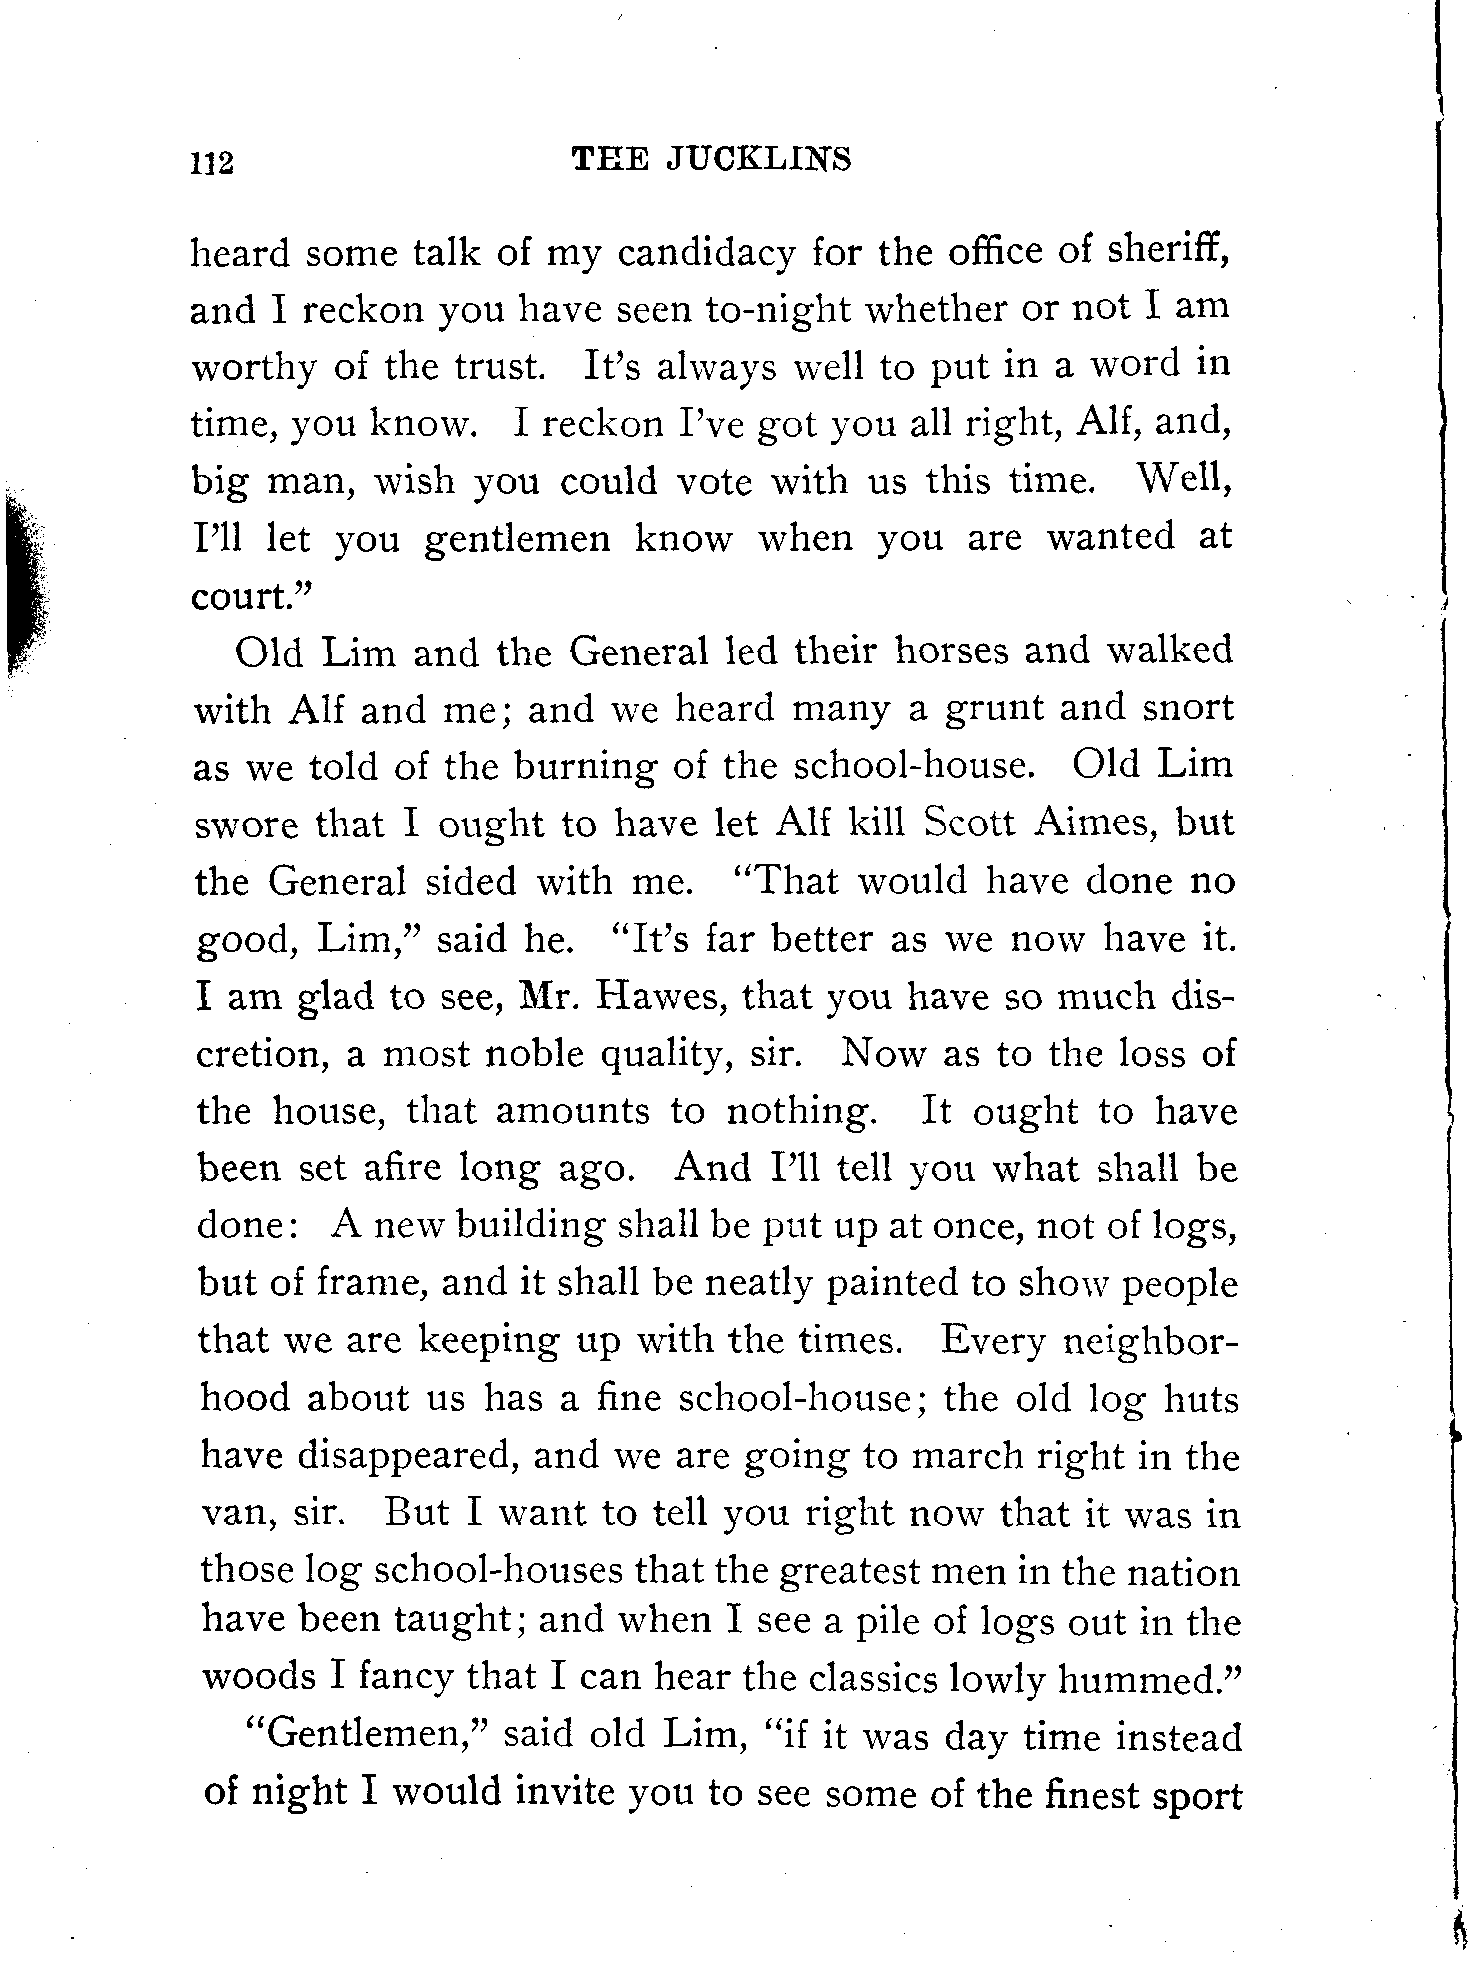 112 THE JUCKLINS
heard some talk of my candidacy for the office of sheriff,
and I reckon you have seen to-night whether or not I am
worthy of the trust. It's always well to put in a word in
time, you know. I reckon I've got you all right, Alf, and,
big man, wish you could vote with us this time. Well,
I'll let you gentlemen know when you are wanted at
court."
Old Lim and the General led their horses and walked
with Alf and me; and we heard many a grunt and snort
as we told of the burning of the school-house. Old Lim
swore that I ought to have let Alf kill Scott Aimes, but
the General sided with me. "That would have done no
good, Lim," said he. "It's far better as we now have it.
I am glad to see, Mr. Hawes, that you have so much dis-
cretion, a most noble quality, sir. Now as to the loss of
the house, that amounts to nothing. It ought to have
been set afire long ago. And I'll tell you what shall be
done: A new building shall be put up at once, not of logs,
but of frame, and it shall be neatly painted to show people
that we are keeping up with the times. Every neighbor-
hood about us has a fine school-house; the old log huts
have disappeared, and we are going to march right in the
van, sir. But I want to tell you right now that it was in
those log school-houses that the greatest men in the nation
have been taught; and when I see a pile of logs out in the
woods I fancy that I can hear the classics lowly hummed."
"Gentlemen," said old Lim, "if it was day time instead
of night I would invite you to see some of the finest sport